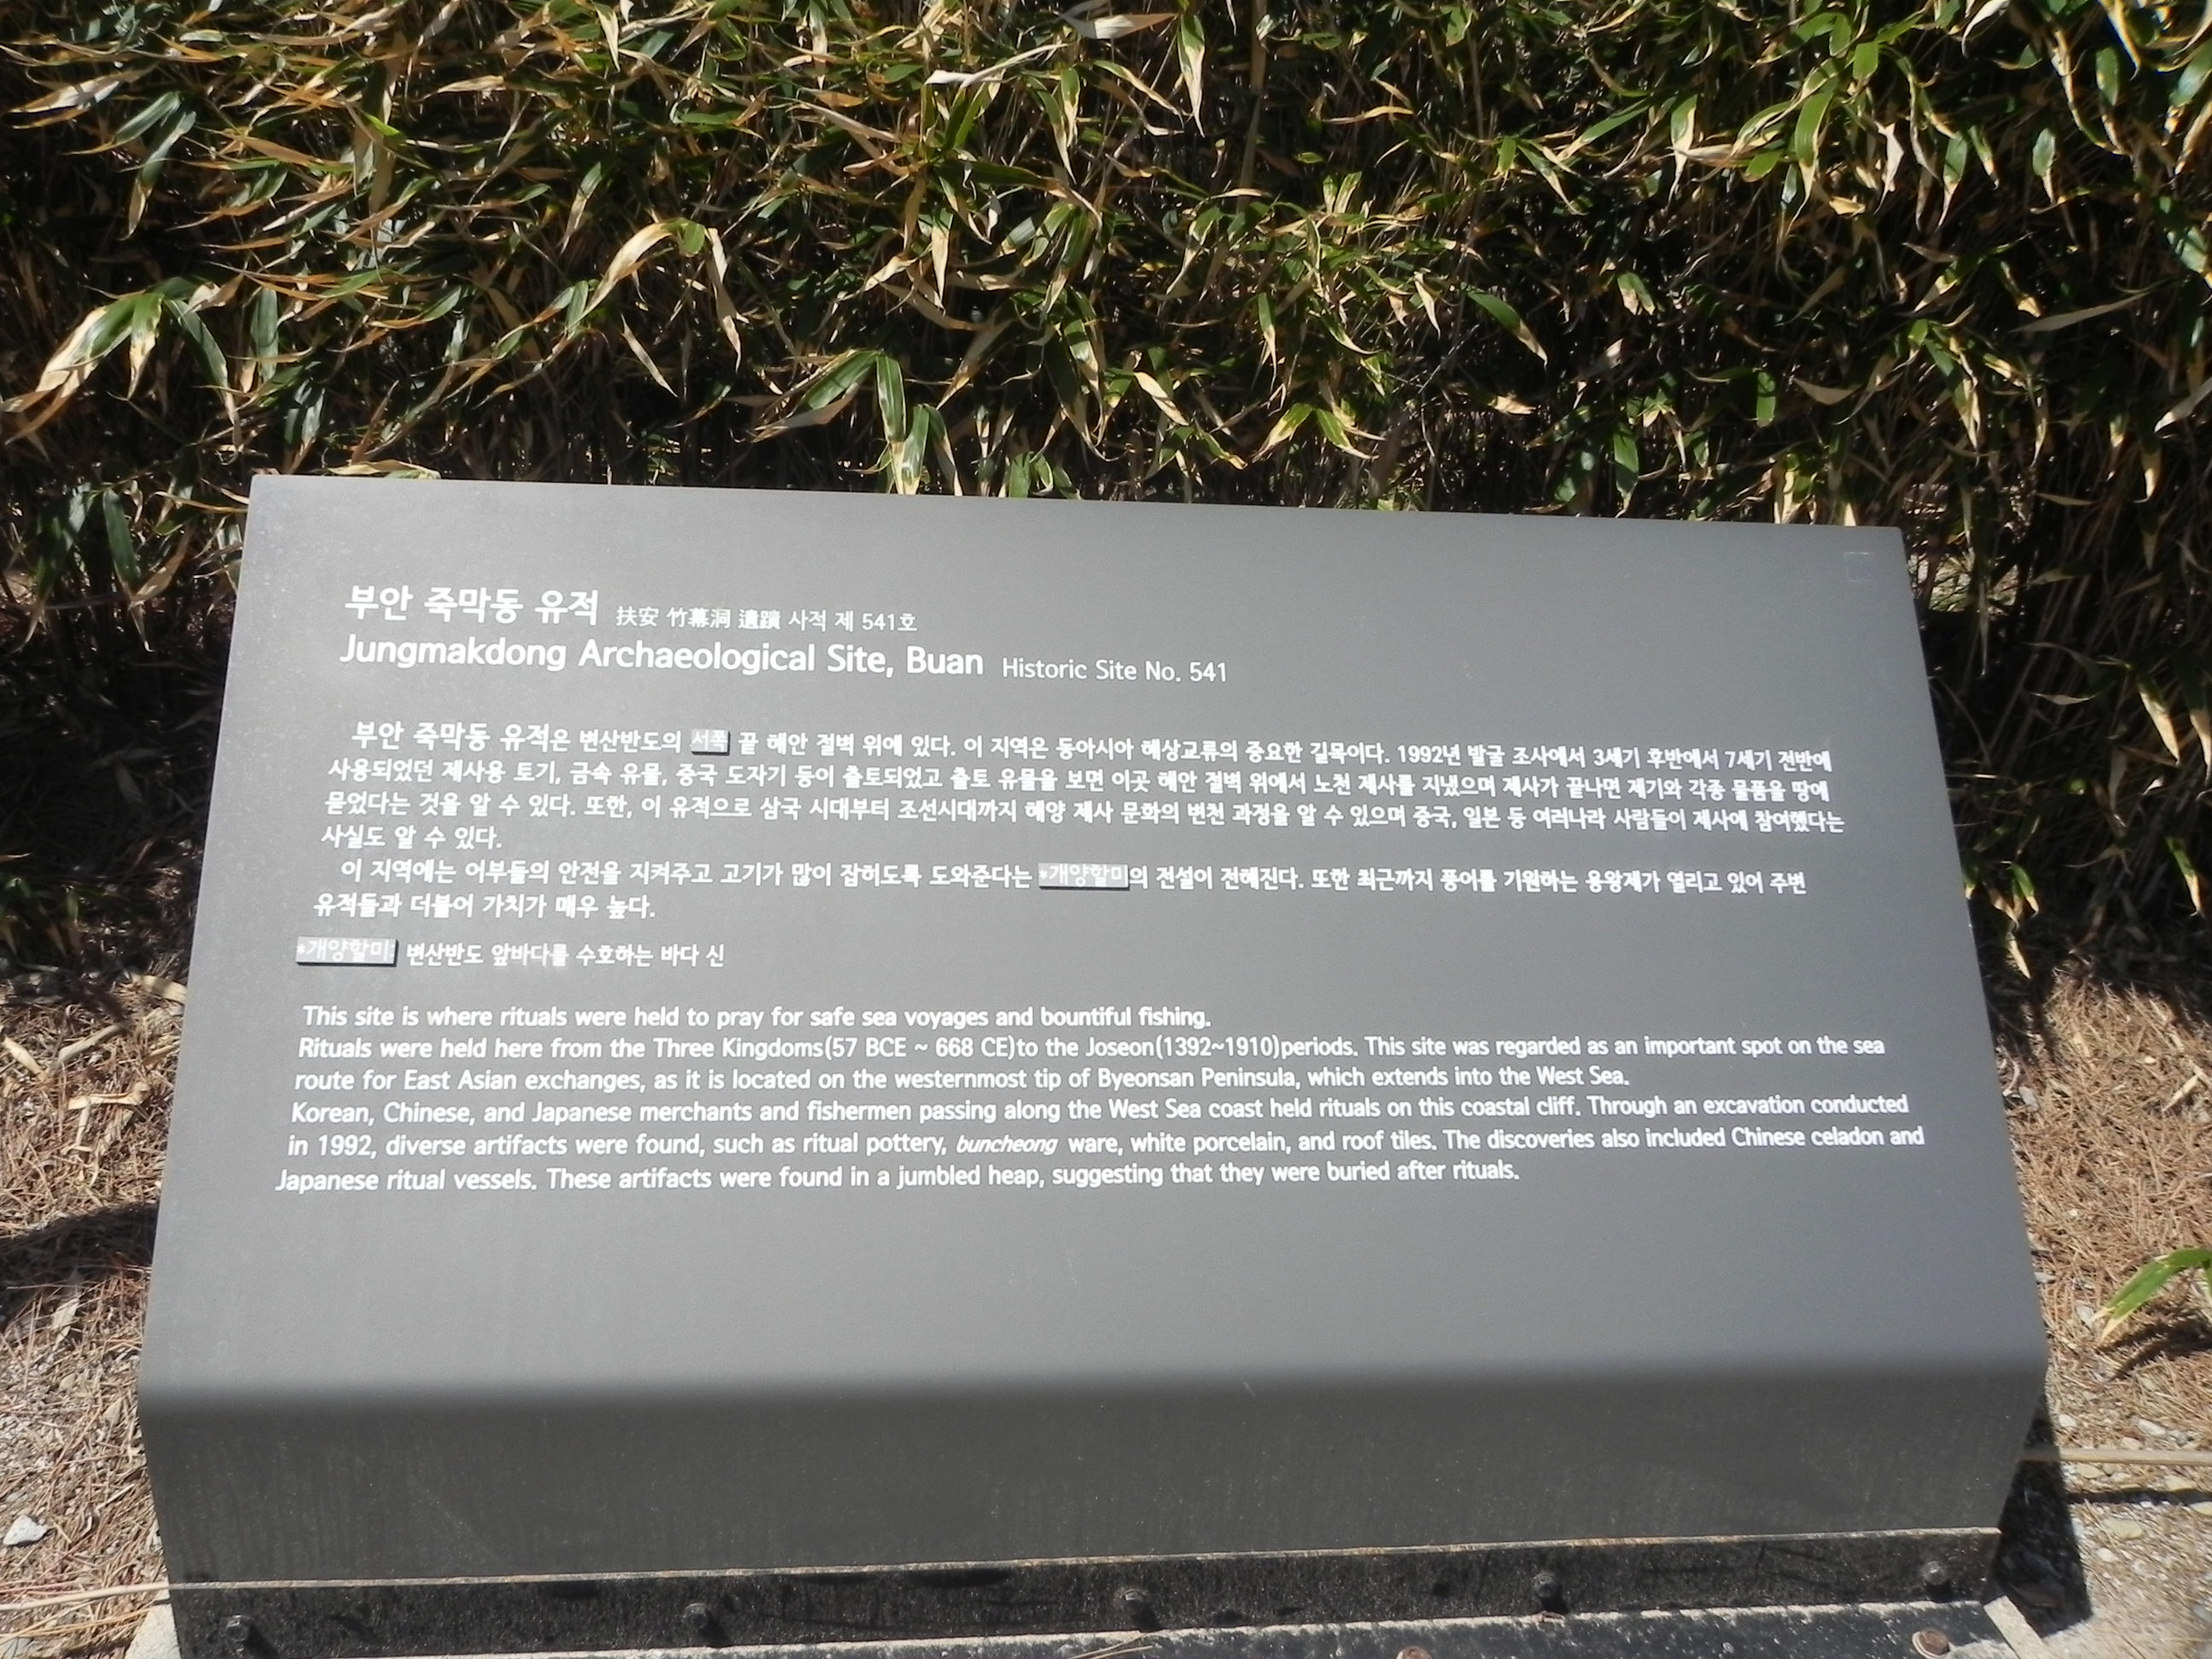 부안 죽막동 유적 扶安 竹幕洞 遺蹟 사적 제 541호
Jungmakdong Archaeological Site, Buan Historic Site No. 541
부안 죽막동 유적은 변산반도의 서쪽 끝 해안 절벽 위에 있다. 이 지역은 동아시아 해상교류의 중요한 길목이다. 1992년 발굴 조사에서 3세기 후반에서 7세기 전반에
사용되었던 제사용 토기, 금속 유물, 중국 도자기 등이 출토되었고 출토 유물을 보면 이곳 해안 절벽 위에서 노천 제사를 지냈으며 제사가 끝나면 제기와 각종 물품을 땅에
묻었다는 것을 알 수 있다. 또한, 이 유적으로 삼국 시대부터 조선시대까지 해양 제사 문화의 변천 과정을 알 수 있으며 중국, 일본 등 여러나라 사람들이 제사에 참여했다는
사실도 알 수 있다.
이 지역에는 어부들의 안전을 지켜주고 고기가 많이 잡히도록 도와준다는 *개양할미의 전설이 전해진다. 또한 최근까지 풍어를 기원하는 용왕제가 열리고 있어 주변
유적들과 더불어 가치가 매우 높다.
*개양할미: 변산반도 앞바다를 수호하는 바다 신
This site is where rituals were held to pray for safe sea voyages and bountiful fishing.
Rituals were held here from the Three Kingdoms(57 BCE ~ 668 CE)to the Joseon(1392~1910)periods. This site was regarded as an important spot on the sea
route for East Asian exchanges, as it is located on the westernmost tip of Byeonsan Peninsula, which extends into the West Sea.
Korean, Chinese, and Japanese merchants and fishermen passing along the West Sea coast held rituals on this coastal cliff. Through an excavation conducted
in 1992, diverse artifacts were found, such as ritual pottery, buncheong ware, white porcelain, and roof tiles. The discoveries also included Chinese celadon and
Japanese ritual vessels. These artifacts were found in a jumbled heap, suggesting that they were buried after rituals.